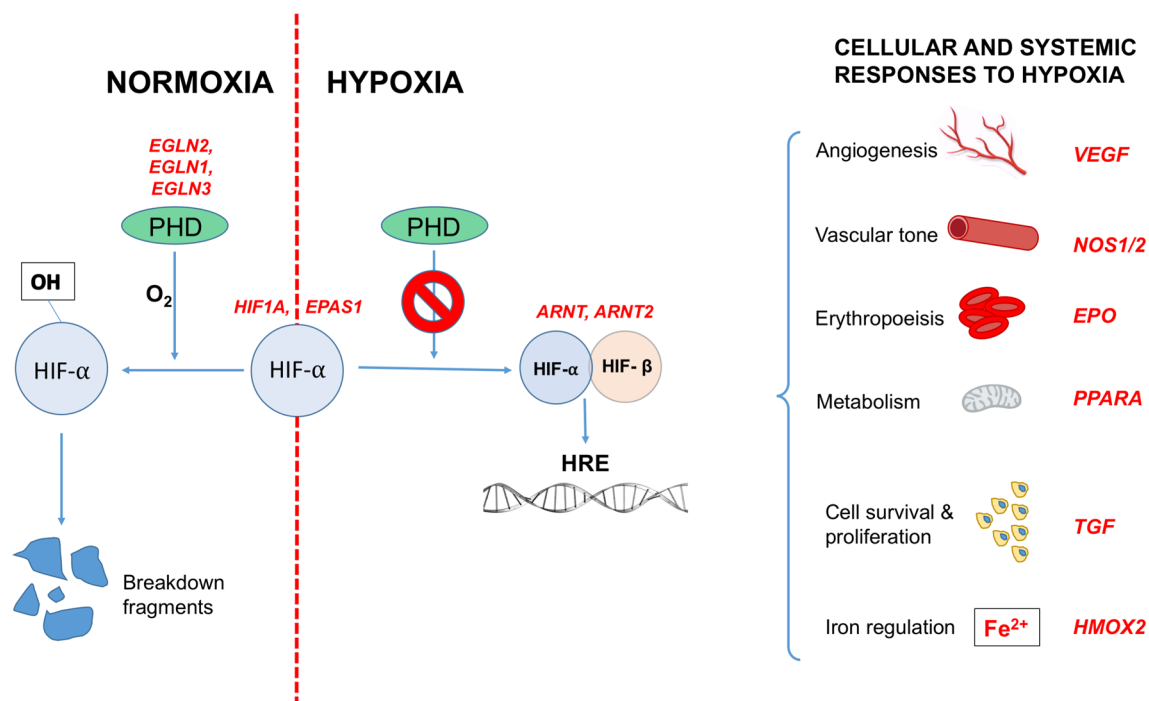 NORMOXIA
HYPOXIA
EGLN2,
EGLN1,
EGLN3
PHD
PHD
O₂
OH
HIF-α
HIF1A, EPAS1
HIF-α
ARNT, ARNT2
HIF-α
HIF- β
HRE
Breakdown
fragments
CELLULAR AND SYSTEMIC
RESPONSES TO HYPOXIA
Angiogenesis
VEGF
Vascular tone
NOS1/2
Erythropoeisis
EPO
Metabolism
PPARA
Cell survival &
proliferation
TGF
Iron regulation
Fe²⁺
HMOX2